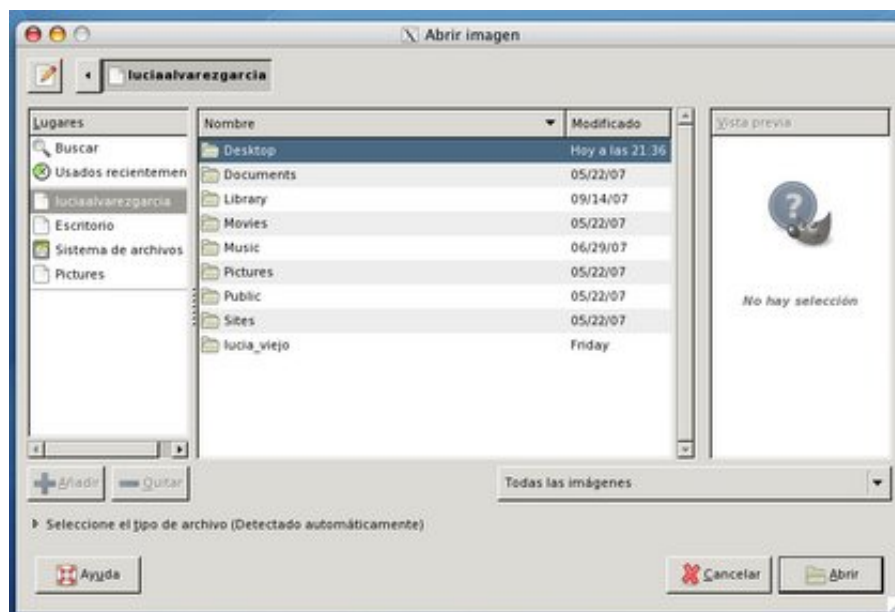 Abrir imagen
luciaalvarezgarcia
Lugares
Buscar
Usados recientemen
luciaalvarezgarcia
Escritorio
Sistema de archivos
Pictures
Nombre Modificado
Desktop Hoy a las 21:36
Documents 05/22/07
Library 09/14/07
Movies 05/22/07
Music 06/29/07
Pictures 05/22/07
Public 05/22/07
Sites 05/22/07
lucia_viejo Friday
Vista previa
No hay selección
Añadir Quitar
Todas las imágenes
Seleccione el tipo de archivo (Detectado automáticamente)
Ayuda Cancelar Abrir